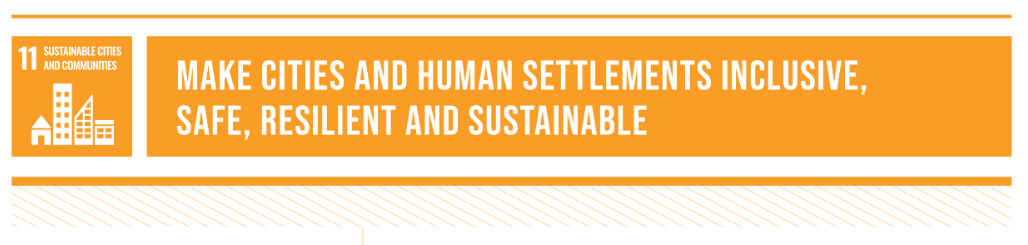 11 SUSTAINABLE CITIES
AND COMMUNITIES
MAKE CITIES AND HUMAN SETTLEMENTS INCLUSIVE,
SAFE, RESILIENT AND SUSTAINABLE